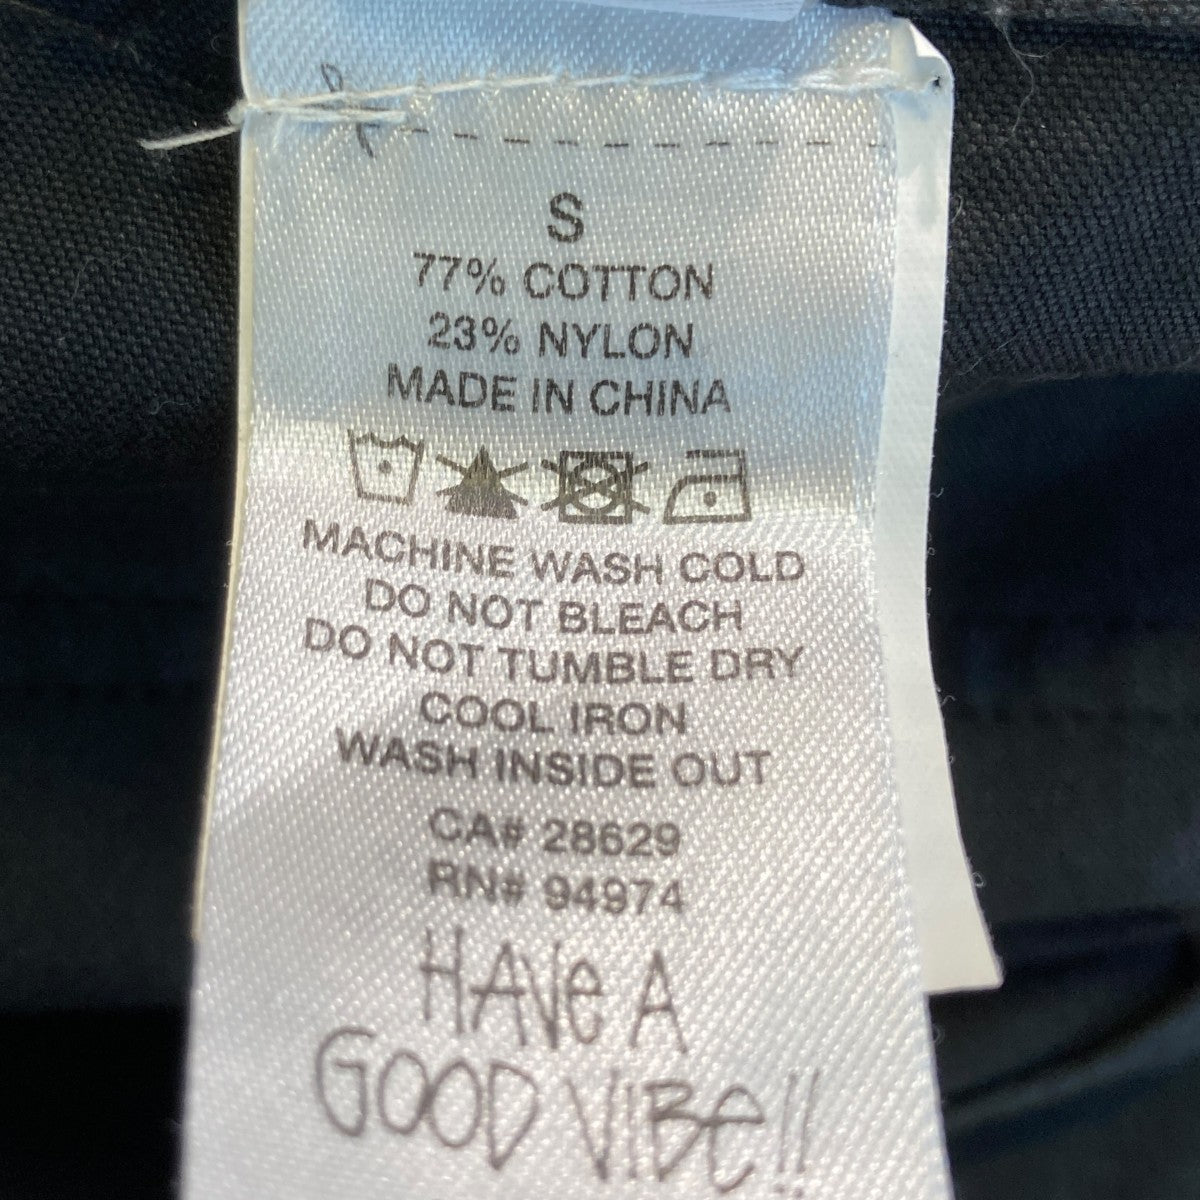 S
77% COTTON
23% NYLON
MADE IN CHINA
MACHINE WASH COLD
DO NOT BLEACH
DO NOT TUMBLE DRY
COOL IRON
WASH INSIDE OUT
CA# 28629
RN# 94974
HAVe A
GOOD VIBe!!